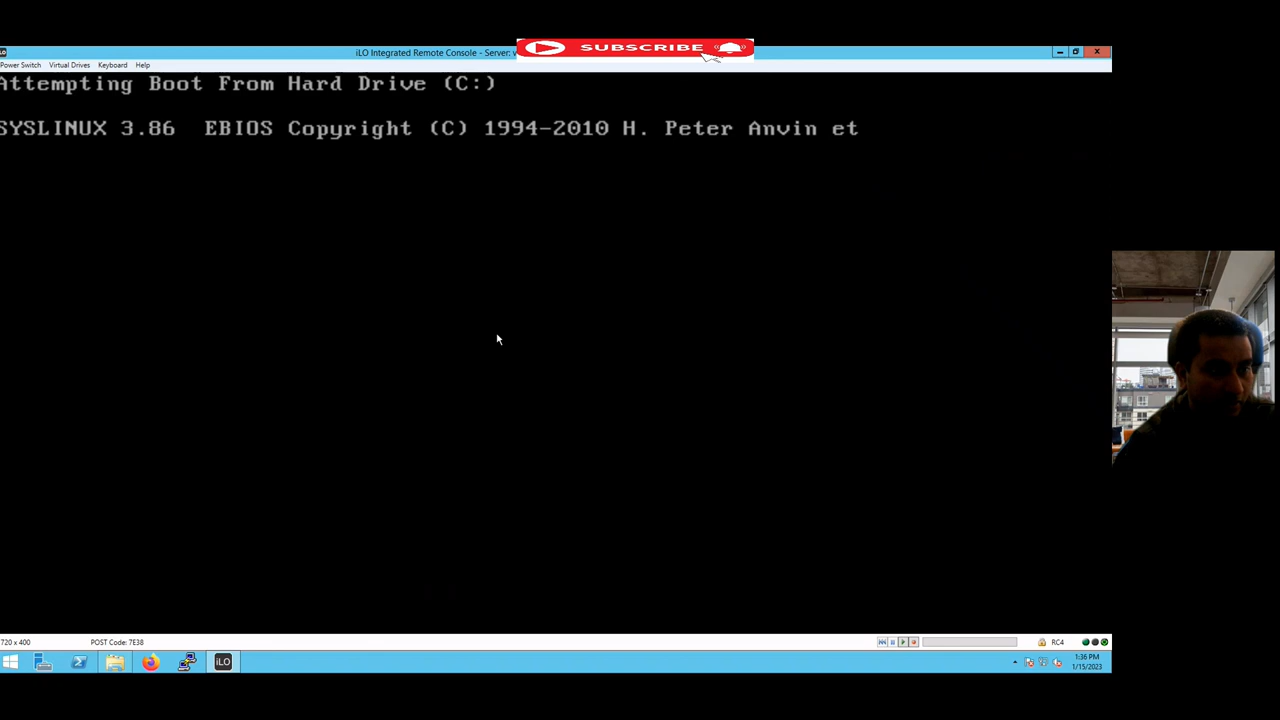 SUBSCRIBE
iLO Integrated Remote Console - Server:
Power Switch Virtual Drives Keyboard Help
Attempting Boot From Hard Drive (C:)
SYSLINUX 3.86 EBIOS Copyright (C) 1994-2010 H. Peter Anvin et
720 x 400 POST Code: 7E38 RC4
iLO
1:36 PM
1/15/2023